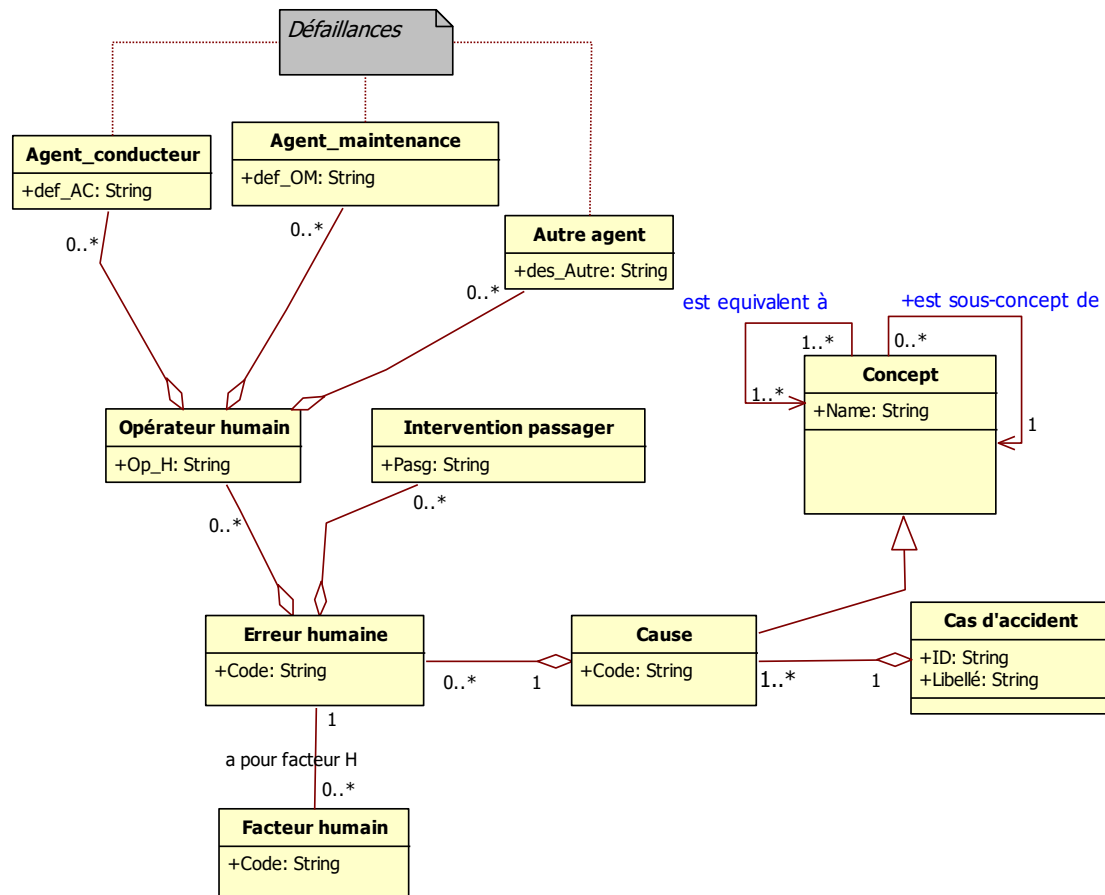 Défaillances
Agent_conducteur
+def_AC: String
Agent_maintenance
+def_OM: String
Autre agent
+des_Autre: String
0..*
0..*
0..*
est equivalent à
+est sous-concept de
1..*
0..*
1..*
1
Concept
+Name: String
Opérateur humain
+Op_H: String
Intervention passager
+Pasg: String
0..*
0..*
Erreur humaine
+Code: String
Cause
+Code: String
Cas d'accident
+ID: String
+Libellé: String
0..*
1
1..*
1
1
a pour facteur H
0..*
Facteur humain
+Code: String